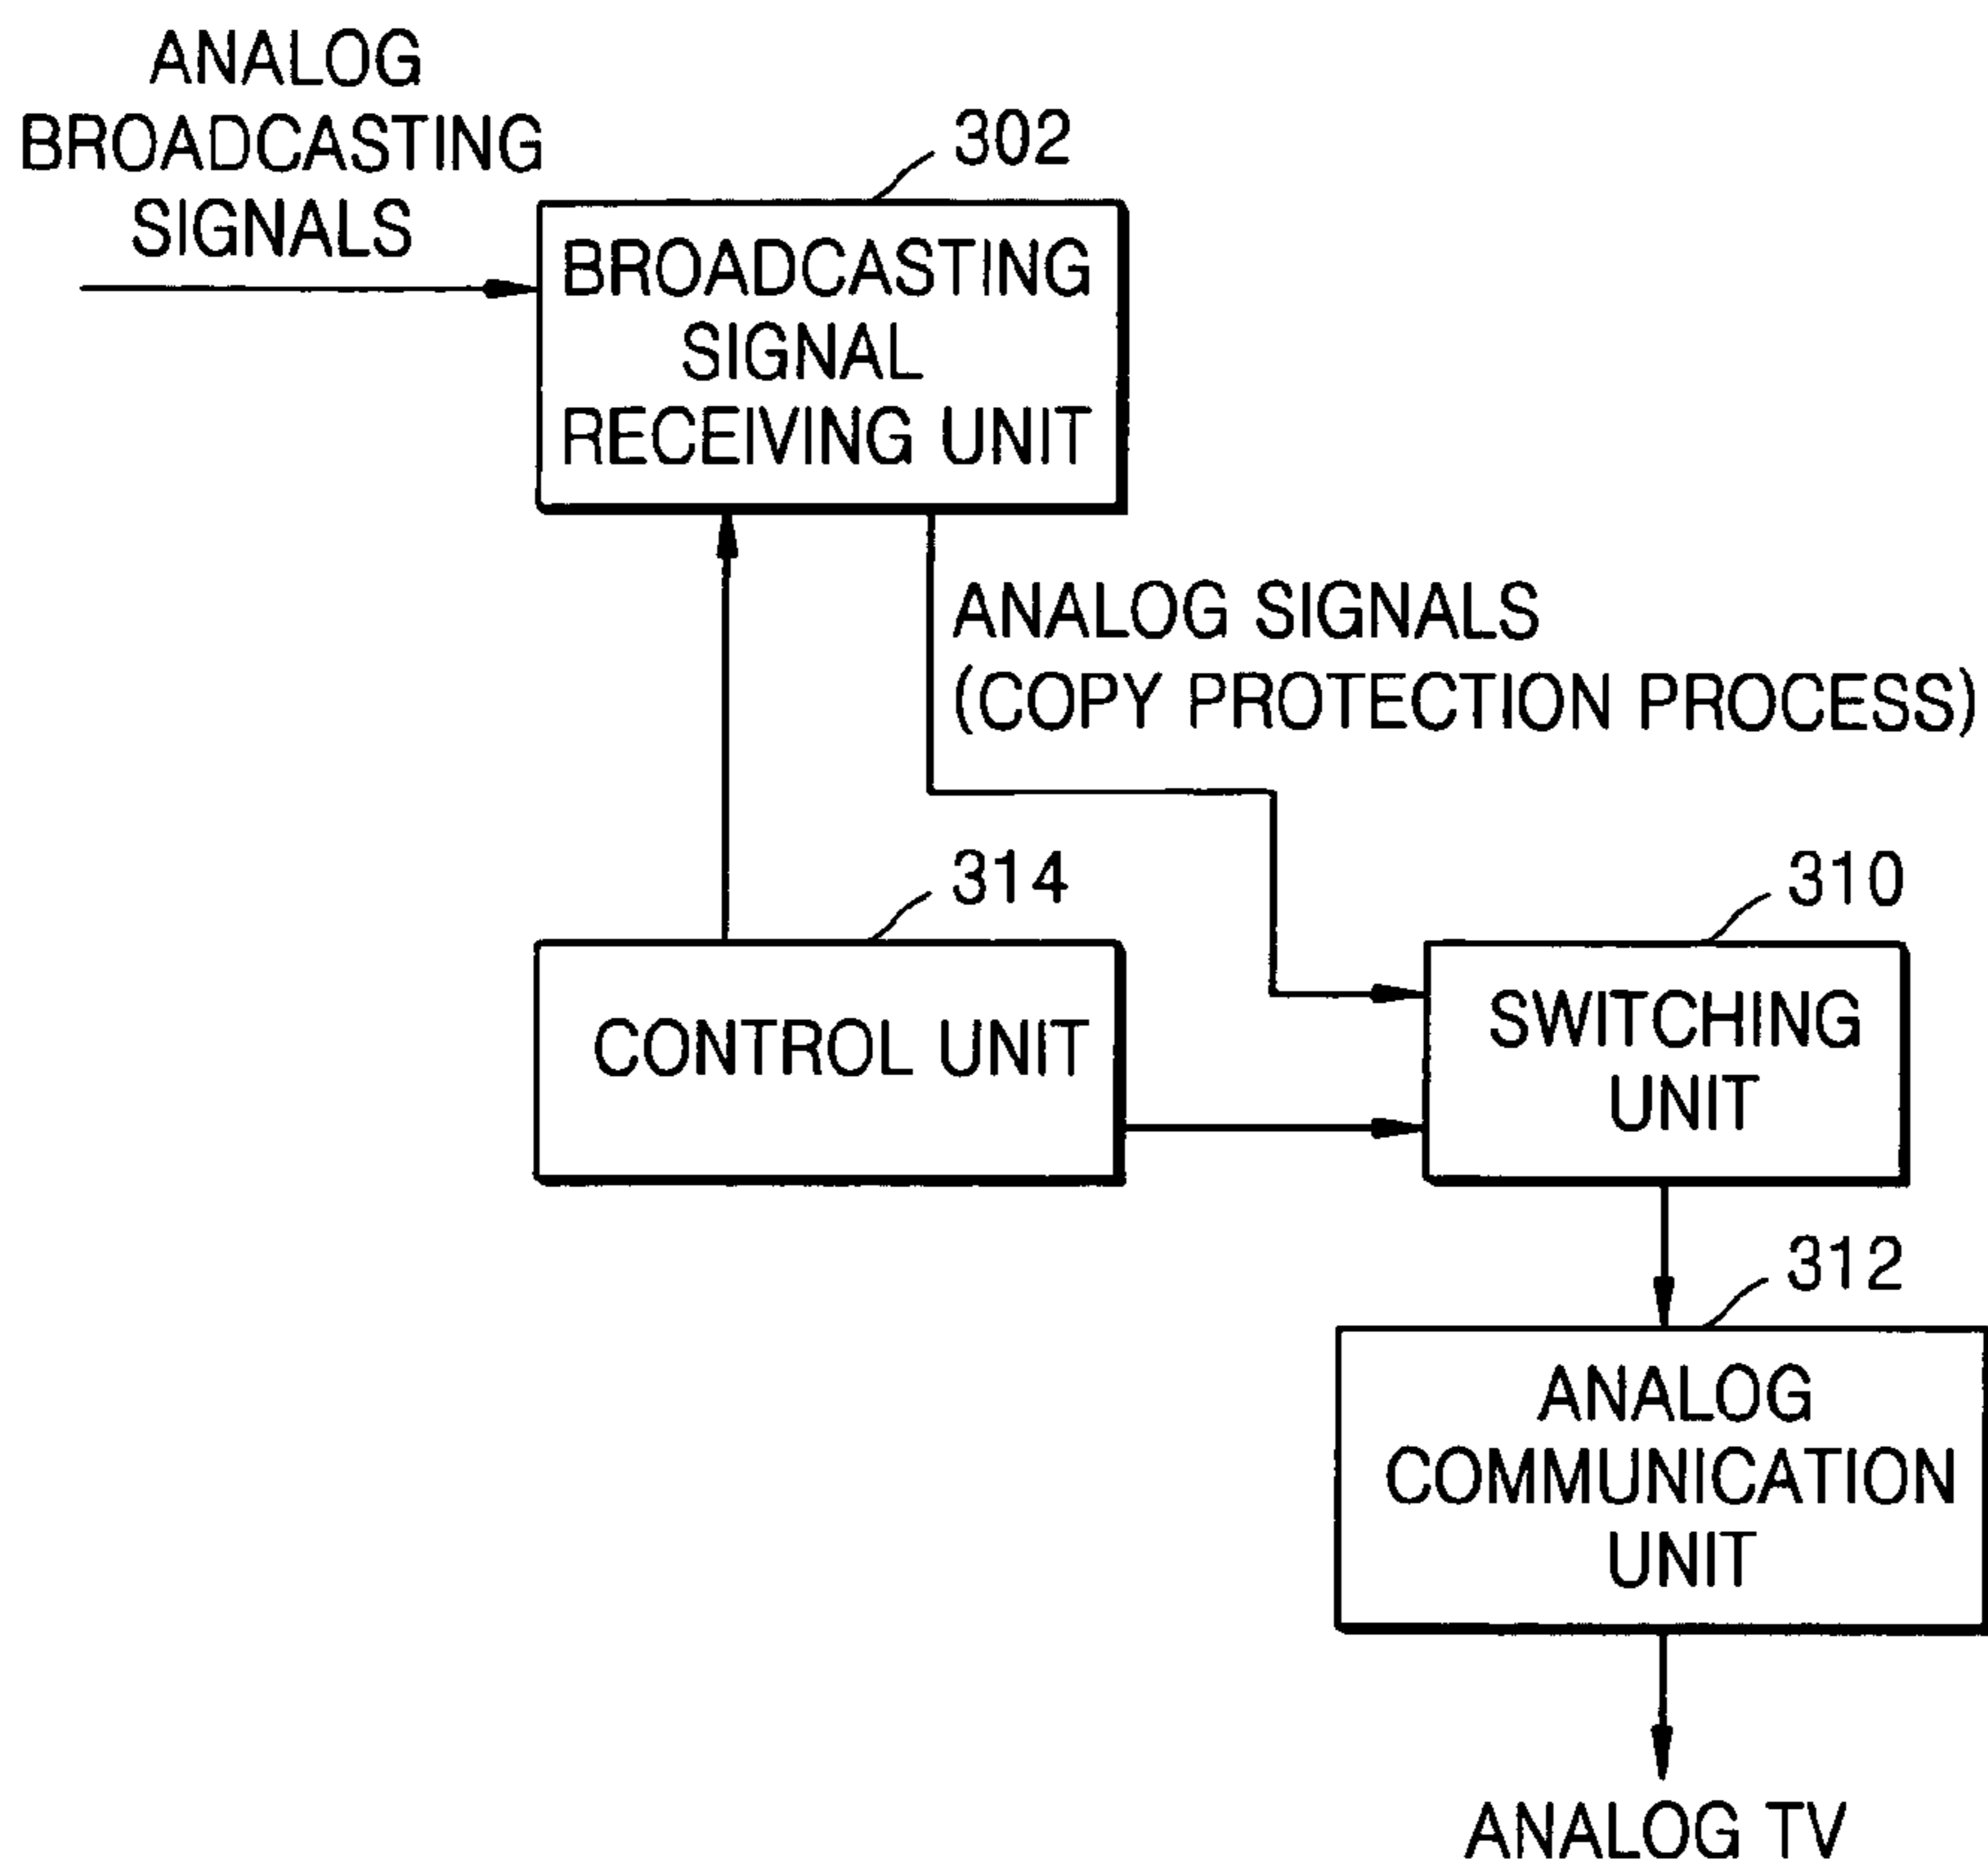 ANALOG
BROADCASTING
SIGNALS
302
BROADCASTING
SIGNAL
RECEIVING UNIT
ANALOG SIGNALS
(COPY PROTECTION PROCESS)
314
CONTROL UNIT
310
SWITCHING
UNIT
312
ANALOG
COMMUNICATION
UNIT
ANALOG TV